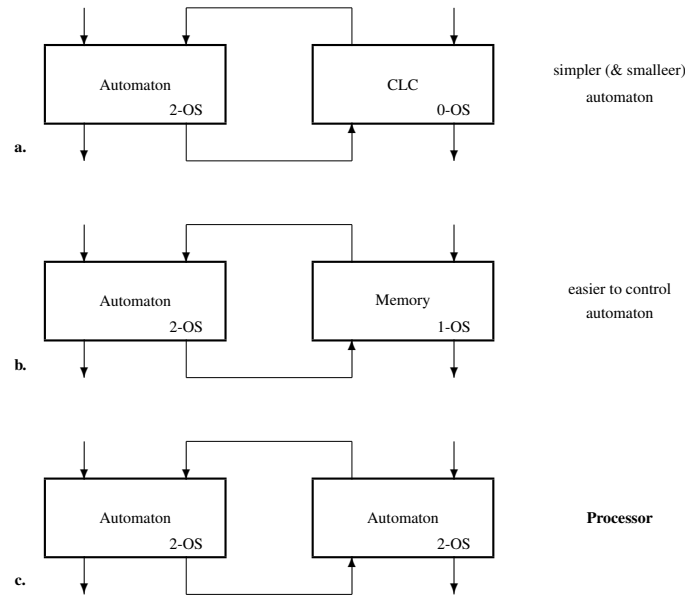 Automaton
CLC
simpler (& smalleer)
automaton
2-OS
0-OS
a.
Automaton
Memory
easier to control
automaton
2-OS
1-OS
b.
Automaton
Automaton
Processor
2-OS
2-OS
c.